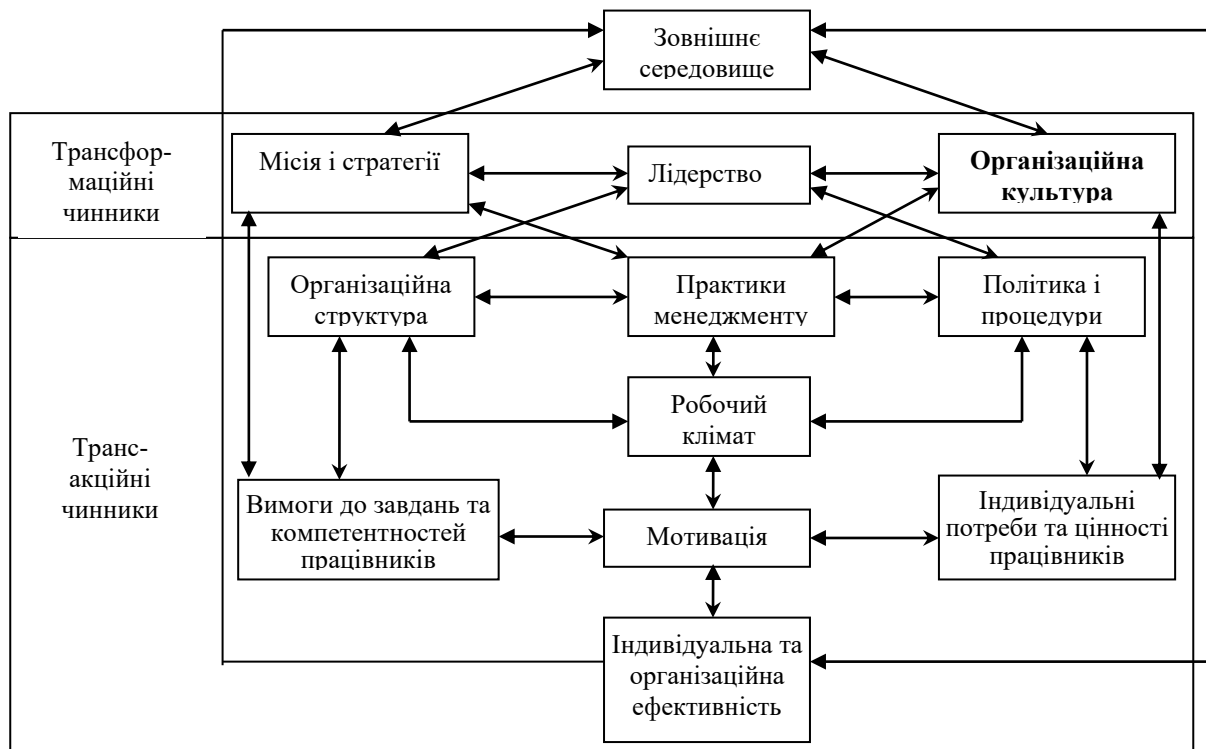 Зовнішнє
середовище
Трансфор-
маційні
чинники
Місія і стратегії
Лідерство
Організаційна
культура
Організаційна
структура
Практики
менеджменту
Політика і
процедури
Робочий
клімат
Транс-
акційні
чинники
Вимоги до завдань та
компетентностей
працівників
Мотивація
Індивідуальні
потреби та цінності
працівників
Індивідуальна та
організаційна
ефективність